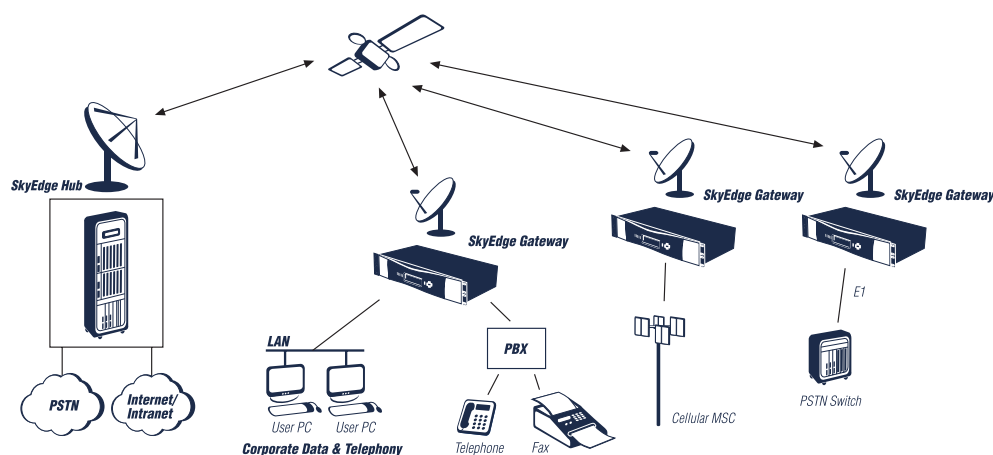 SkyEdge Hub
PSTN
Internet/
Intranet
SkyEdge Gateway
LAN
User PC
User PC
Corporate Data & Telephony
PBX
Telephone
Fax
SkyEdge Gateway
Cellular MSC
SkyEdge Gateway
E1
PSTN Switch